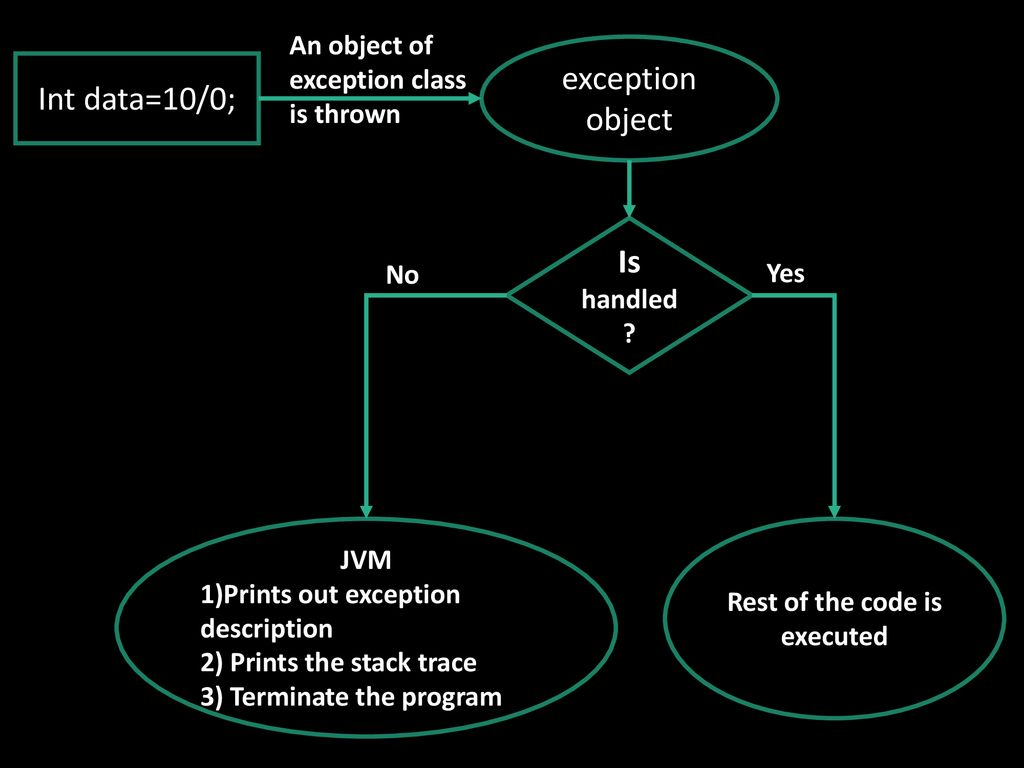 Int data=10/0;
An object of
exception class
is thrown
exception
object
Is
handled
?
No
Yes
JVM
1)Prints out exception
description
2) Prints the stack trace
3) Terminate the program
Rest of the code is
executed